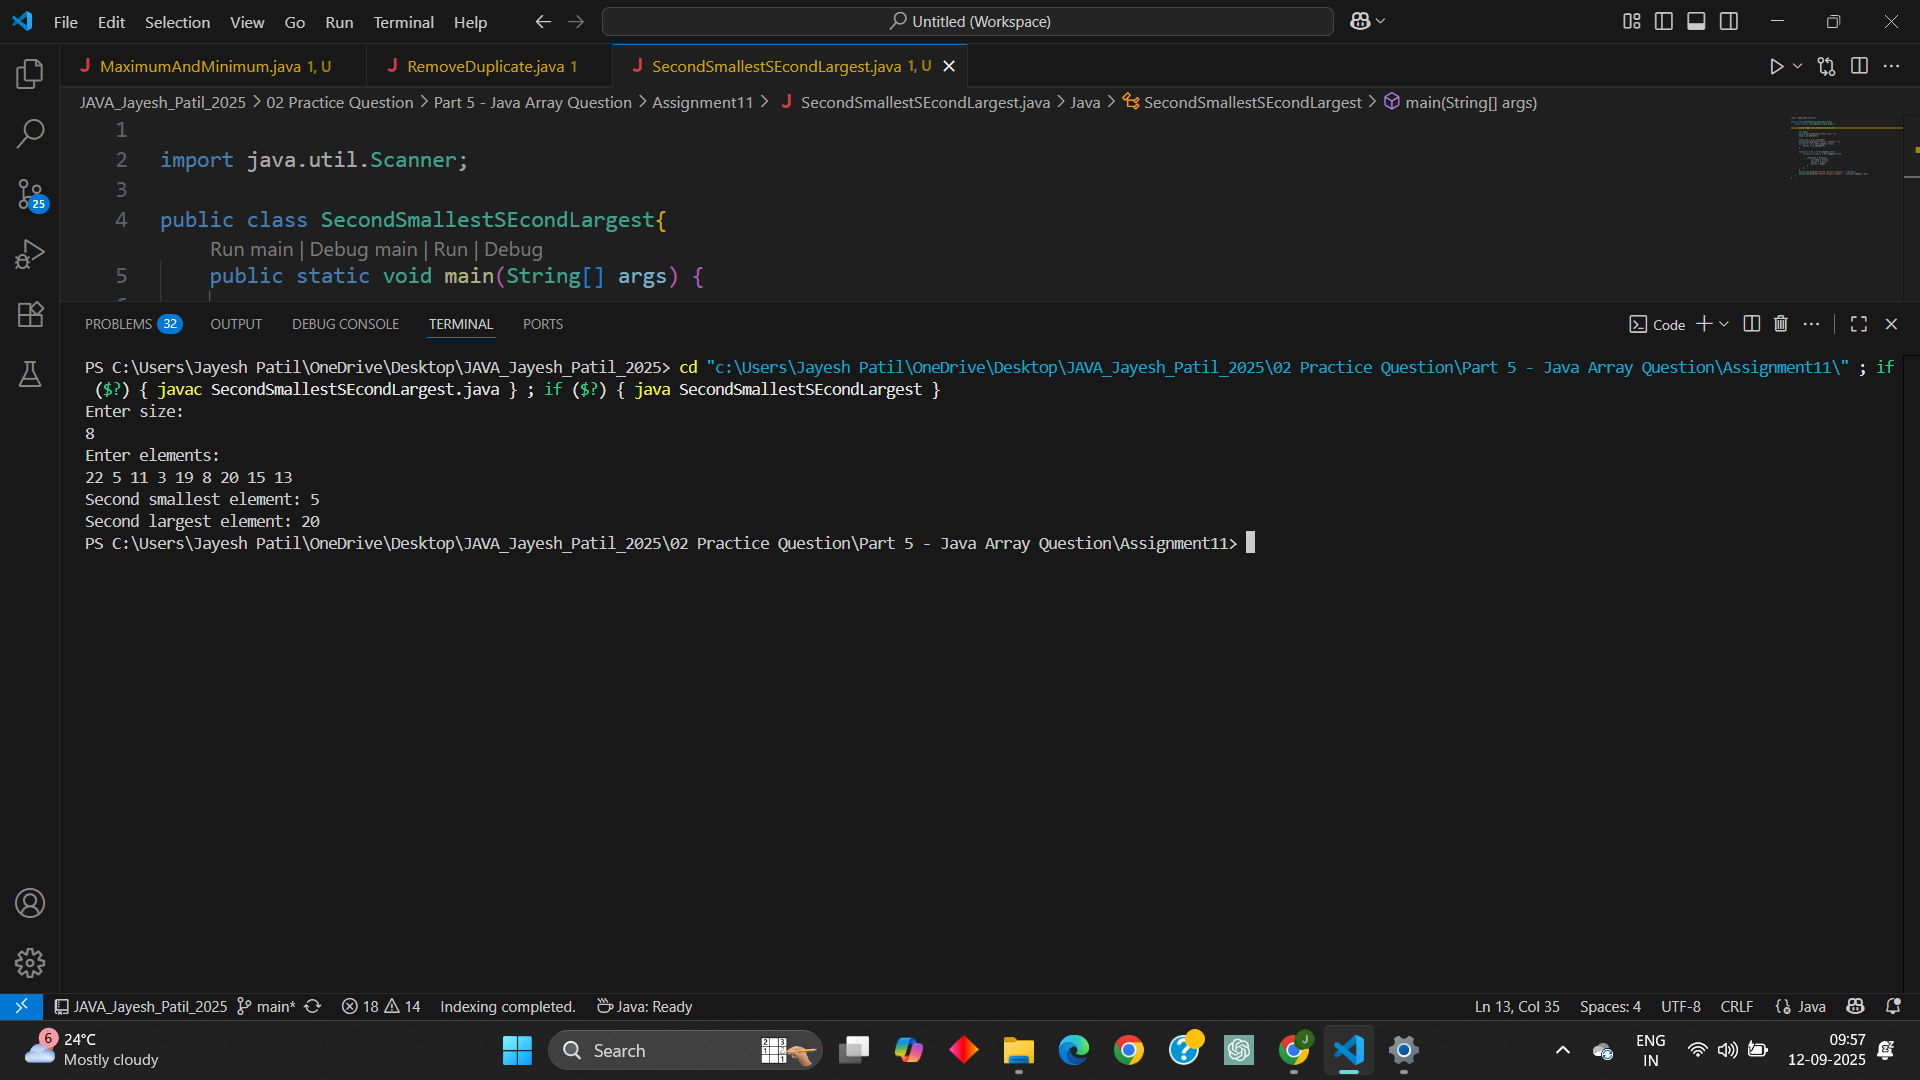 File Edit Selection View Go Run Terminal Help
Untitled (Workspace)
MaximumAndMinimum.java 1, U
RemoveDuplicate.java 1
SecondSmallestSEcondLargest.java 1, U
JAVA_Jayesh_Patil_2025 > 02 Practice Question > Part 5 - Java Array Question > Assignment11 > J SecondSmallestSEcondLargest.java > Java > SecondSmallestSEcondLargest > main(String[] args)
1
2 import java.util.Scanner;
3
4 public class SecondSmallestSEcondLargest{
Run main | Debug main | Run | Debug
5 public static void main(String[] args) {
PROBLEMS 32 OUTPUT DEBUG CONSOLE TERMINAL PORTS
Code
PS C:\Users\Jayesh Patil\OneDrive\Desktop\JAVA_Jayesh_Patil_2025> cd "c:\Users\Jayesh Patil\OneDrive\Desktop\JAVA_Jayesh_Patil_2025\02 Practice Question\Part 5 - Java Array Question\Assignment11\" ; if
($?) { javac SecondSmallestSEcondLargest.java } ; if ($?) { java SecondSmallestSEcondLargest }
Enter size:
8
Enter elements:
22 5 11 3 19 8 20 15 13
Second smallest element: 5
Second largest element: 20
PS C:\Users\Jayesh Patil\OneDrive\Desktop\JAVA_Jayesh_Patil_2025\02 Practice Question\Part 5 - Java Array Question\Assignment11>
25
JAVA_Jayesh_Patil_2025 main* 18 14 Indexing completed. Java: Ready
Ln 13, Col 35 Spaces: 4 UTF-8 CRLF Java
6
24°C
Mostly cloudy
Search
ENG
IN
09:57
12-09-2025